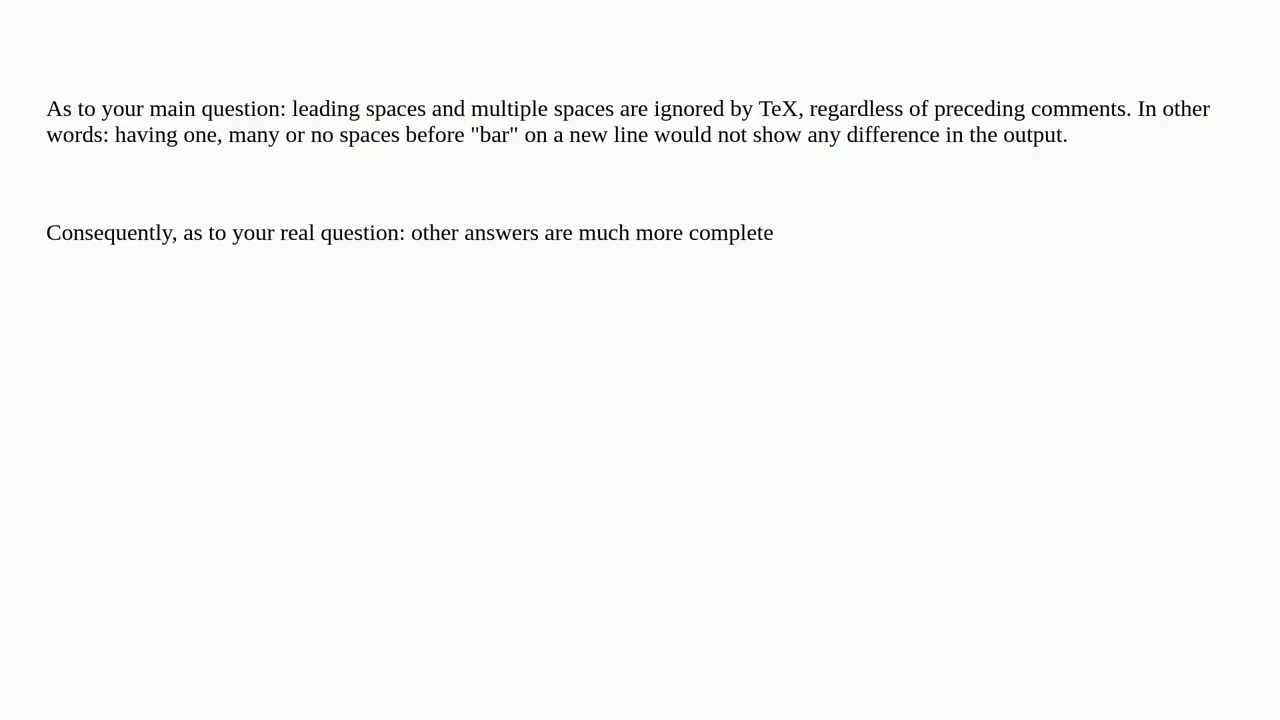 As to your main question: leading spaces and multiple spaces are ignored by TeX, regardless of preceding comments. In other
words: having one, many or no spaces before "bar" on a new line would not show any difference in the output.
Consequently, as to your real question: other answers are much more complete